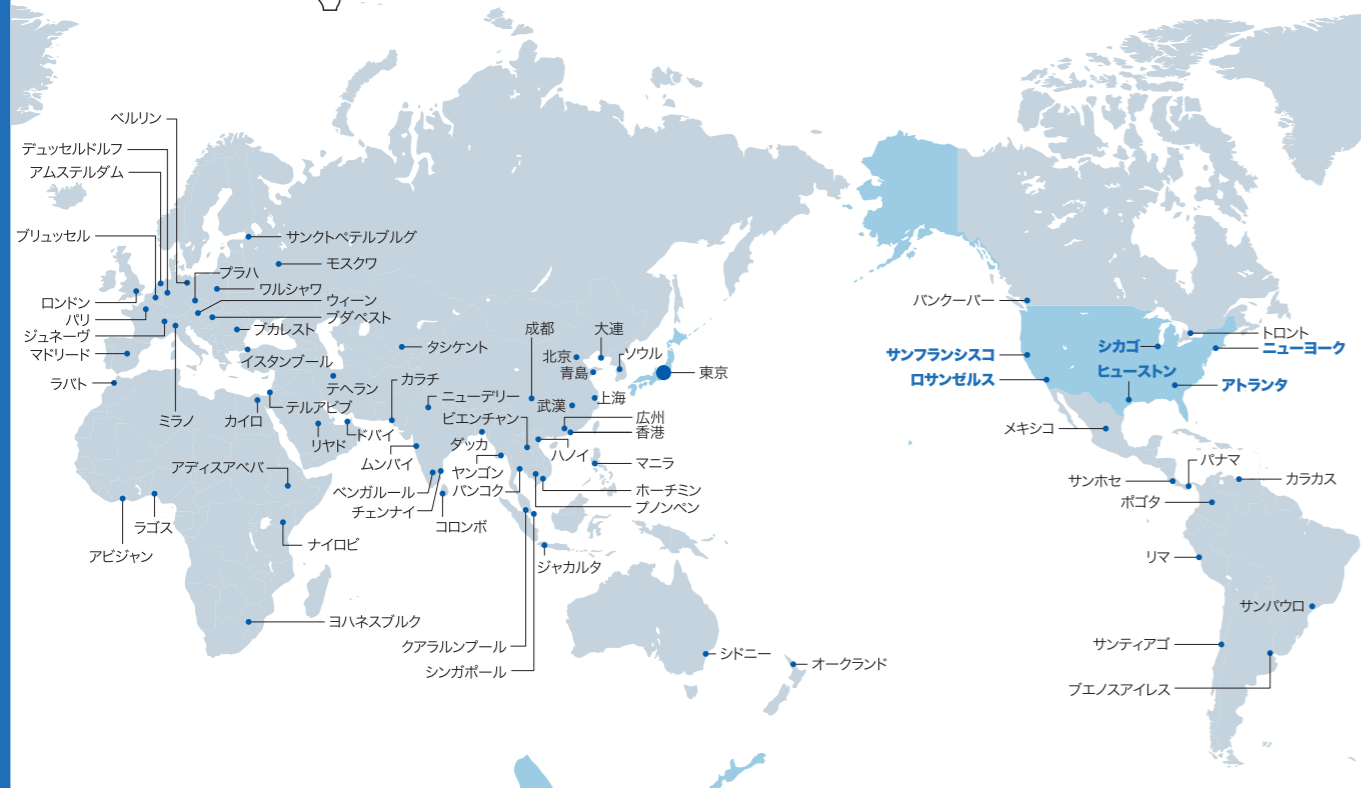 ベルリン
デュッセルドルフ
アムステルダム
ブリュッセル
サンクトペテルブルグ
モスクワ
プラハ
ワルシャワ
ロンドン
ウィーン
パリ
ブダペスト
ジュネーヴ
ブカレスト
マドリード
イスタンブール
タシケント
ラバト
テヘラン
カラチ
ミラノ
カイロ
テルアビブ
ニューデリー
リヤド
ドバイ
ビエンチャン
ムンバイ
ダッカ
アディスアベバ
ヤンゴン
ベンガルール
バンコク
チェンナイ
コロンボ
ラゴス
アビジャン
ナイロビ
ヨハネスブルク
クアラルンプール
シンガポール
成都
大連
北京
ソウル
青島
東京
武漢
上海
広州
香港
ハノイ
マニラ
ホーチミン
プノンペン
ジャカルタ
シドニー
オークランド
バンクーバー
トロント
シカゴ
ニューヨーク
サンフランシスコ
ヒューストン
ロサンゼルス
アトランタ
メキシコ
パナマ
サンホセ
カラカス
ボゴタ
リマ
サンパウロ
サンティアゴ
ブエノスアイレス